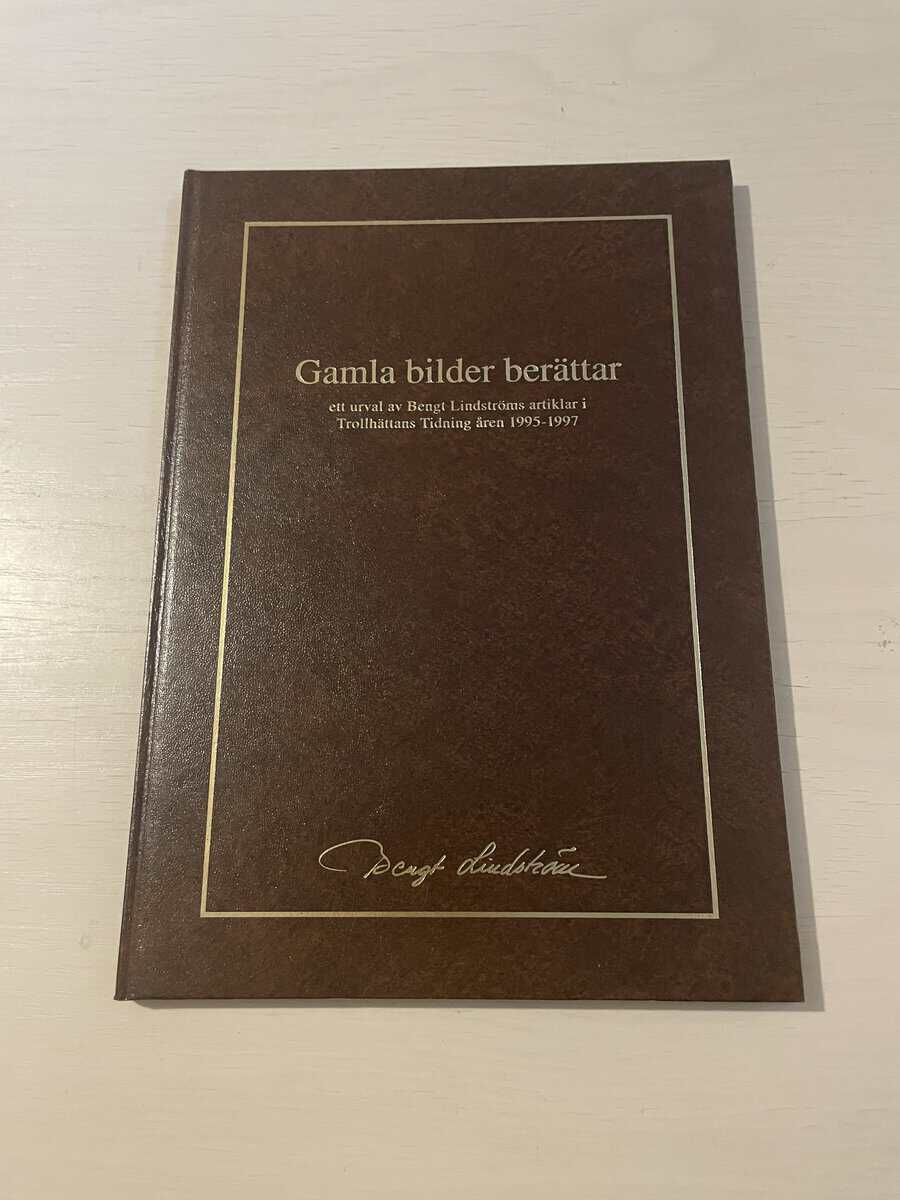 Gamla bilder berättar
ett urval av Bengt Lindströms artiklar i
Trollhättans Tidning åren 1995-1997
Bengt Lindström